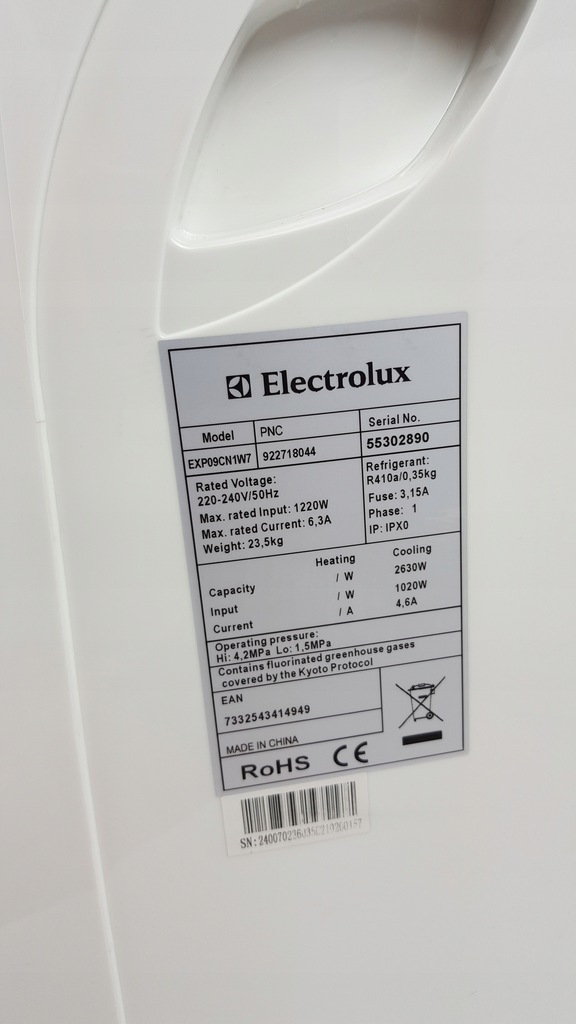 Electrolux
Model PNC Serial No.
EXP09CN1W7 922718044 55302890
Rated Voltage:
220-240V/50Hz
Max. rated Input: 1220W
Max. rated Current: 6,3A
Weight: 23,5kg
Refrigerant:
R410a/0,35kg
Fuse: 3,15A
Phase: 1
IP: IPX0
Heating Cooling
Capacity / W 2630W
Input / W 1020W
Current / A 4,6A
Operating pressure:
Hi: 4,2MPa Lo: 1,5MPa
Contains fluorinated greenhouse gases
covered by the Kyoto Protocol
EAN
7332543414949
MADE IN CHINA
RoHS CE
SN: